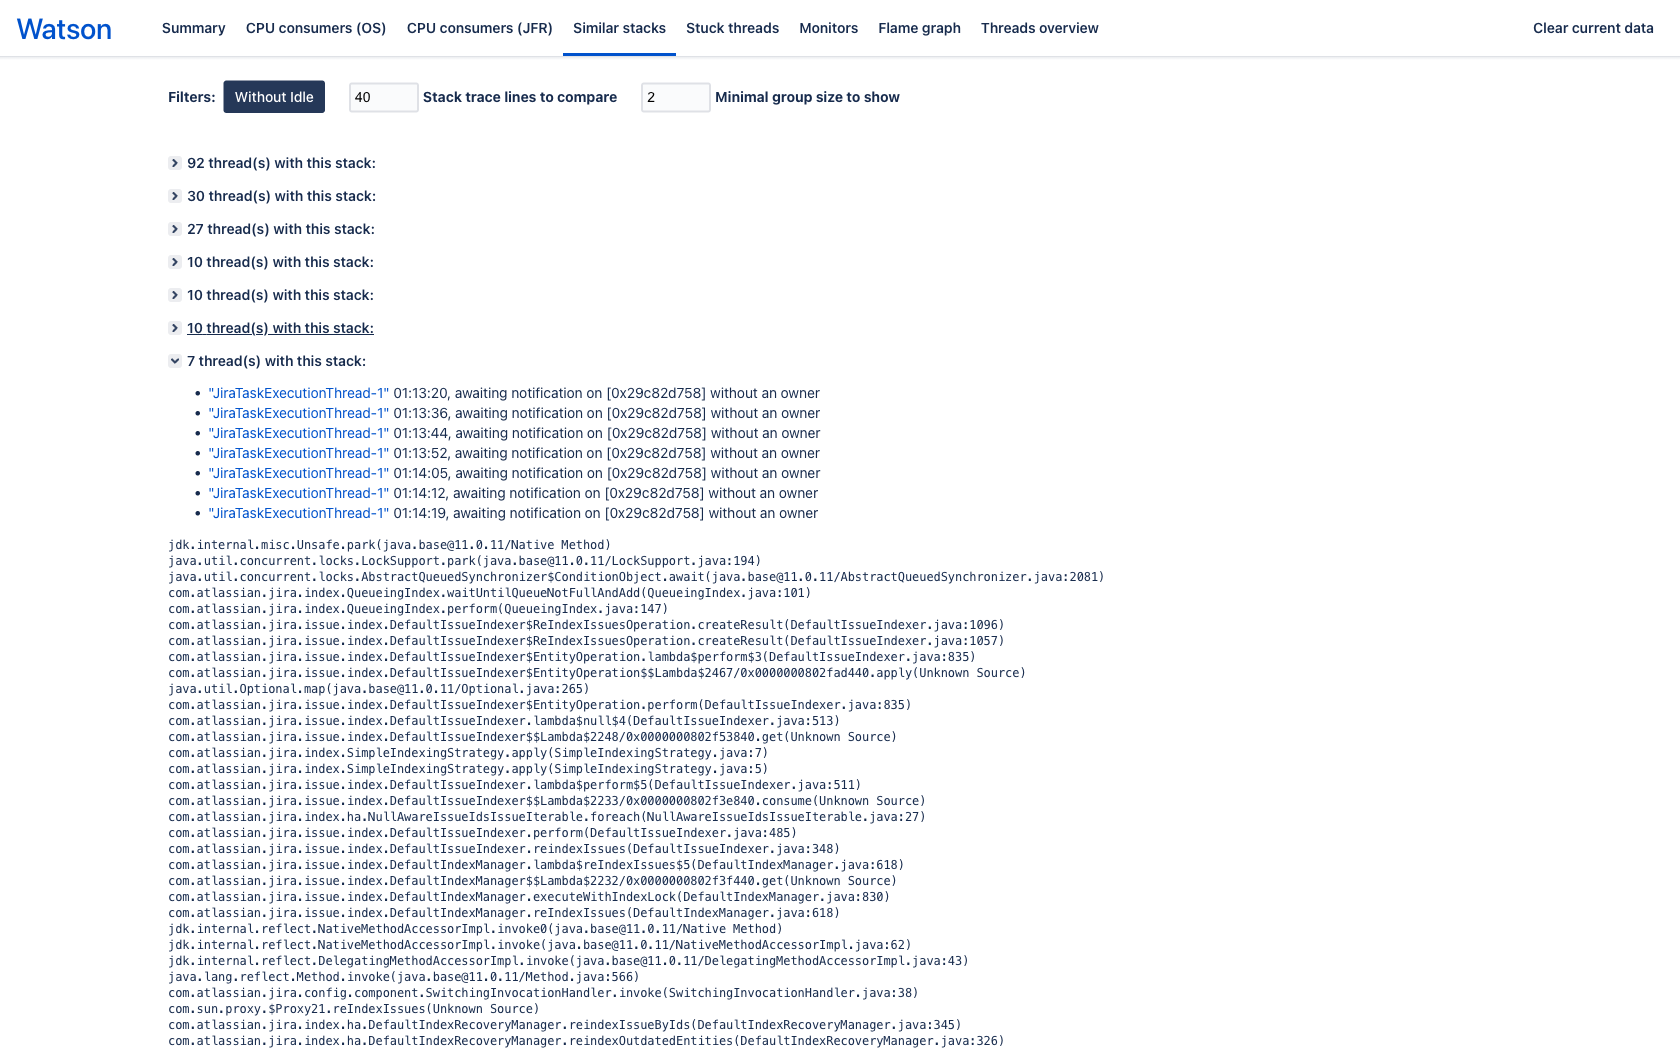 Watson
Summary
CPU consumers (OS)
CPU consumers (JFR)
Similar stacks
Stuck threads
Monitors
Flame graph
Threads overview
Clear current data
Filters: Without Idle 40 Stack trace lines to compare 2 Minimal group size to show
92 thread(s) with this stack:
30 thread(s) with this stack:
27 thread(s) with this stack:
10 thread(s) with this stack:
10 thread(s) with this stack:
10 thread(s) with this stack:
7 thread(s) with this stack:
• "JiraTaskExecutionThread-1" 01:13:20, awaiting notification on [0x29c82d758] without an owner
• "JiraTaskExecutionThread-1" 01:13:36, awaiting notification on [0x29c82d758] without an owner
• "JiraTaskExecutionThread-1" 01:13:44, awaiting notification on [0x29c82d758] without an owner
• "JiraTaskExecutionThread-1" 01:13:52, awaiting notification on [0x29c82d758] without an owner
• "JiraTaskExecutionThread-1" 01:14:05, awaiting notification on [0x29c82d758] without an owner
• "JiraTaskExecutionThread-1" 01:14:12, awaiting notification on [0x29c82d758] without an owner
• "JiraTaskExecutionThread-1" 01:14:19, awaiting notification on [0x29c82d758] without an owner
jdk.internal.misc.Unsafe.park(java.base@11.0.11/Native Method)
java.util.concurrent.locks.LockSupport.park(java.base@11.0.11/LockSupport.java:194)
java.util.concurrent.locks.AbstractQueuedSynchronizer$ConditionObject.await(java.base@11.0.11/AbstractQueuedSynchronizer.java:2081)
com.atlassian.jira.index.QueueingIndex.waitUntilQueueNotFullAndAdd(QueueingIndex.java:101)
com.atlassian.jira.index.QueueingIndex.perform(QueueingIndex.java:147)
com.atlassian.jira.issue.index.DefaultIssueIndexer$ReIndexIssuesOperation.createResult(DefaultIssueIndexer.java:1096)
com.atlassian.jira.issue.index.DefaultIssueIndexer$ReIndexIssuesOperation.createResult(DefaultIssueIndexer.java:1057)
com.atlassian.jira.issue.index.DefaultIssueIndexer$EntityOperation.lambda$perform$3(DefaultIssueIndexer.java:835)
com.atlassian.jira.issue.index.DefaultIssueIndexer$EntityOperation$$Lambda$2467/0x0000000802fad440.apply(Unknown Source)
java.util.Optional.map(java.base@11.0.11/Optional.java:265)
com.atlassian.jira.issue.index.DefaultIssueIndexer$EntityOperation.perform(DefaultIssueIndexer.java:835)
com.atlassian.jira.issue.index.DefaultIssueIndexer.lambda$null$4(DefaultIssueIndexer.java:513)
com.atlassian.jira.issue.index.DefaultIssueIndexer$$Lambda$2248/0x0000000802f53840.get(Unknown Source)
com.atlassian.jira.index.SimpleIndexingStrategy.apply(SimpleIndexingStrategy.java:7)
com.atlassian.jira.index.SimpleIndexingStrategy.apply(SimpleIndexingStrategy.java:5)
com.atlassian.jira.issue.index.DefaultIssueIndexer.lambda$perform$5(DefaultIssueIndexer.java:511)
com.atlassian.jira.issue.index.DefaultIssueIndexer$$Lambda$2233/0x0000000802f3e840.consume(Unknown Source)
com.atlassian.jira.index.ha.NullAwareIssueIdsIssueIterable.foreach(NullAwareIssueIdsIssueIterable.java:27)
com.atlassian.jira.issue.index.DefaultIssueIndexer.perform(DefaultIssueIndexer.java:485)
com.atlassian.jira.issue.index.DefaultIssueIndexer.reindexIssues(DefaultIssueIndexer.java:348)
com.atlassian.jira.issue.index.DefaultIndexManager.lambda$reIndexIssues$5(DefaultIndexManager.java:618)
com.atlassian.jira.issue.index.DefaultIndexManager$$Lambda$2232/0x0000000802f3f440.get(Unknown Source)
com.atlassian.jira.issue.index.DefaultIndexManager.executeWithIndexLock(DefaultIndexManager.java:830)
com.atlassian.jira.issue.index.DefaultIndexManager.reIndexIssues(DefaultIndexManager.java:618)
jdk.internal.reflect.NativeMethodAccessorImpl.invoke0(java.base@11.0.11/Native Method)
jdk.internal.reflect.NativeMethodAccessorImpl.invoke(java.base@11.0.11/NativeMethodAccessorImpl.java:62)
jdk.internal.reflect.DelegatingMethodAccessorImpl.invoke(java.base@11.0.11/DelegatingMethodAccessorImpl.java:43)
java.lang.reflect.Method.invoke(java.base@11.0.11/Method.java:566)
com.atlassian.jira.config.component.SwitchingInvocationHandler.invoke(SwitchingInvocationHandler.java:38)
com.sun.proxy.$Proxy21.reIndexIssues(Unknown Source)
com.atlassian.jira.index.ha.DefaultIndexRecoveryManager.reindexIssueByIds(DefaultIndexRecoveryManager.java:345)
com.atlassian.jira.index.ha.DefaultIndexRecoveryManager.reindexOutdatedEntities(DefaultIndexRecoveryManager.java:326)